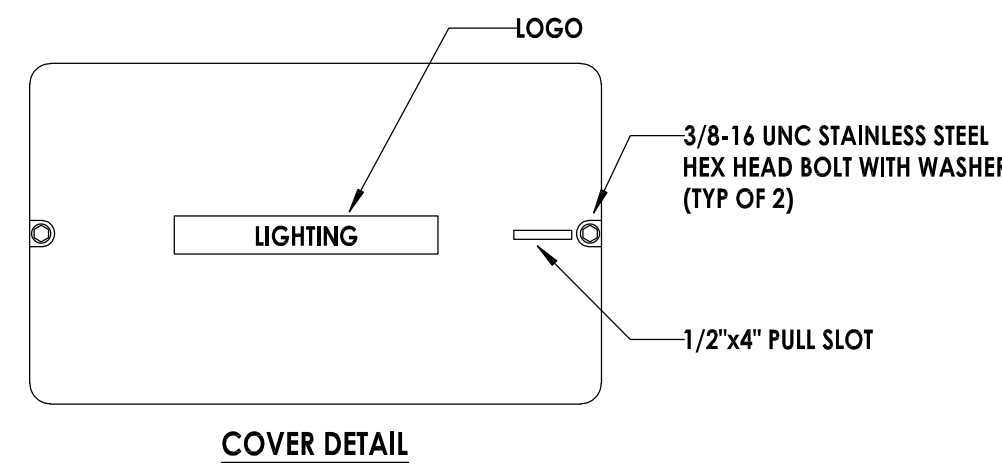 LOGO
3/8-16 UNC STAINLESS STEEL
HEX HEAD BOLT WITH WASHER
(TYP OF 2)
LIGHTING
1/2"x4" PULL SLOT
COVER DETAIL